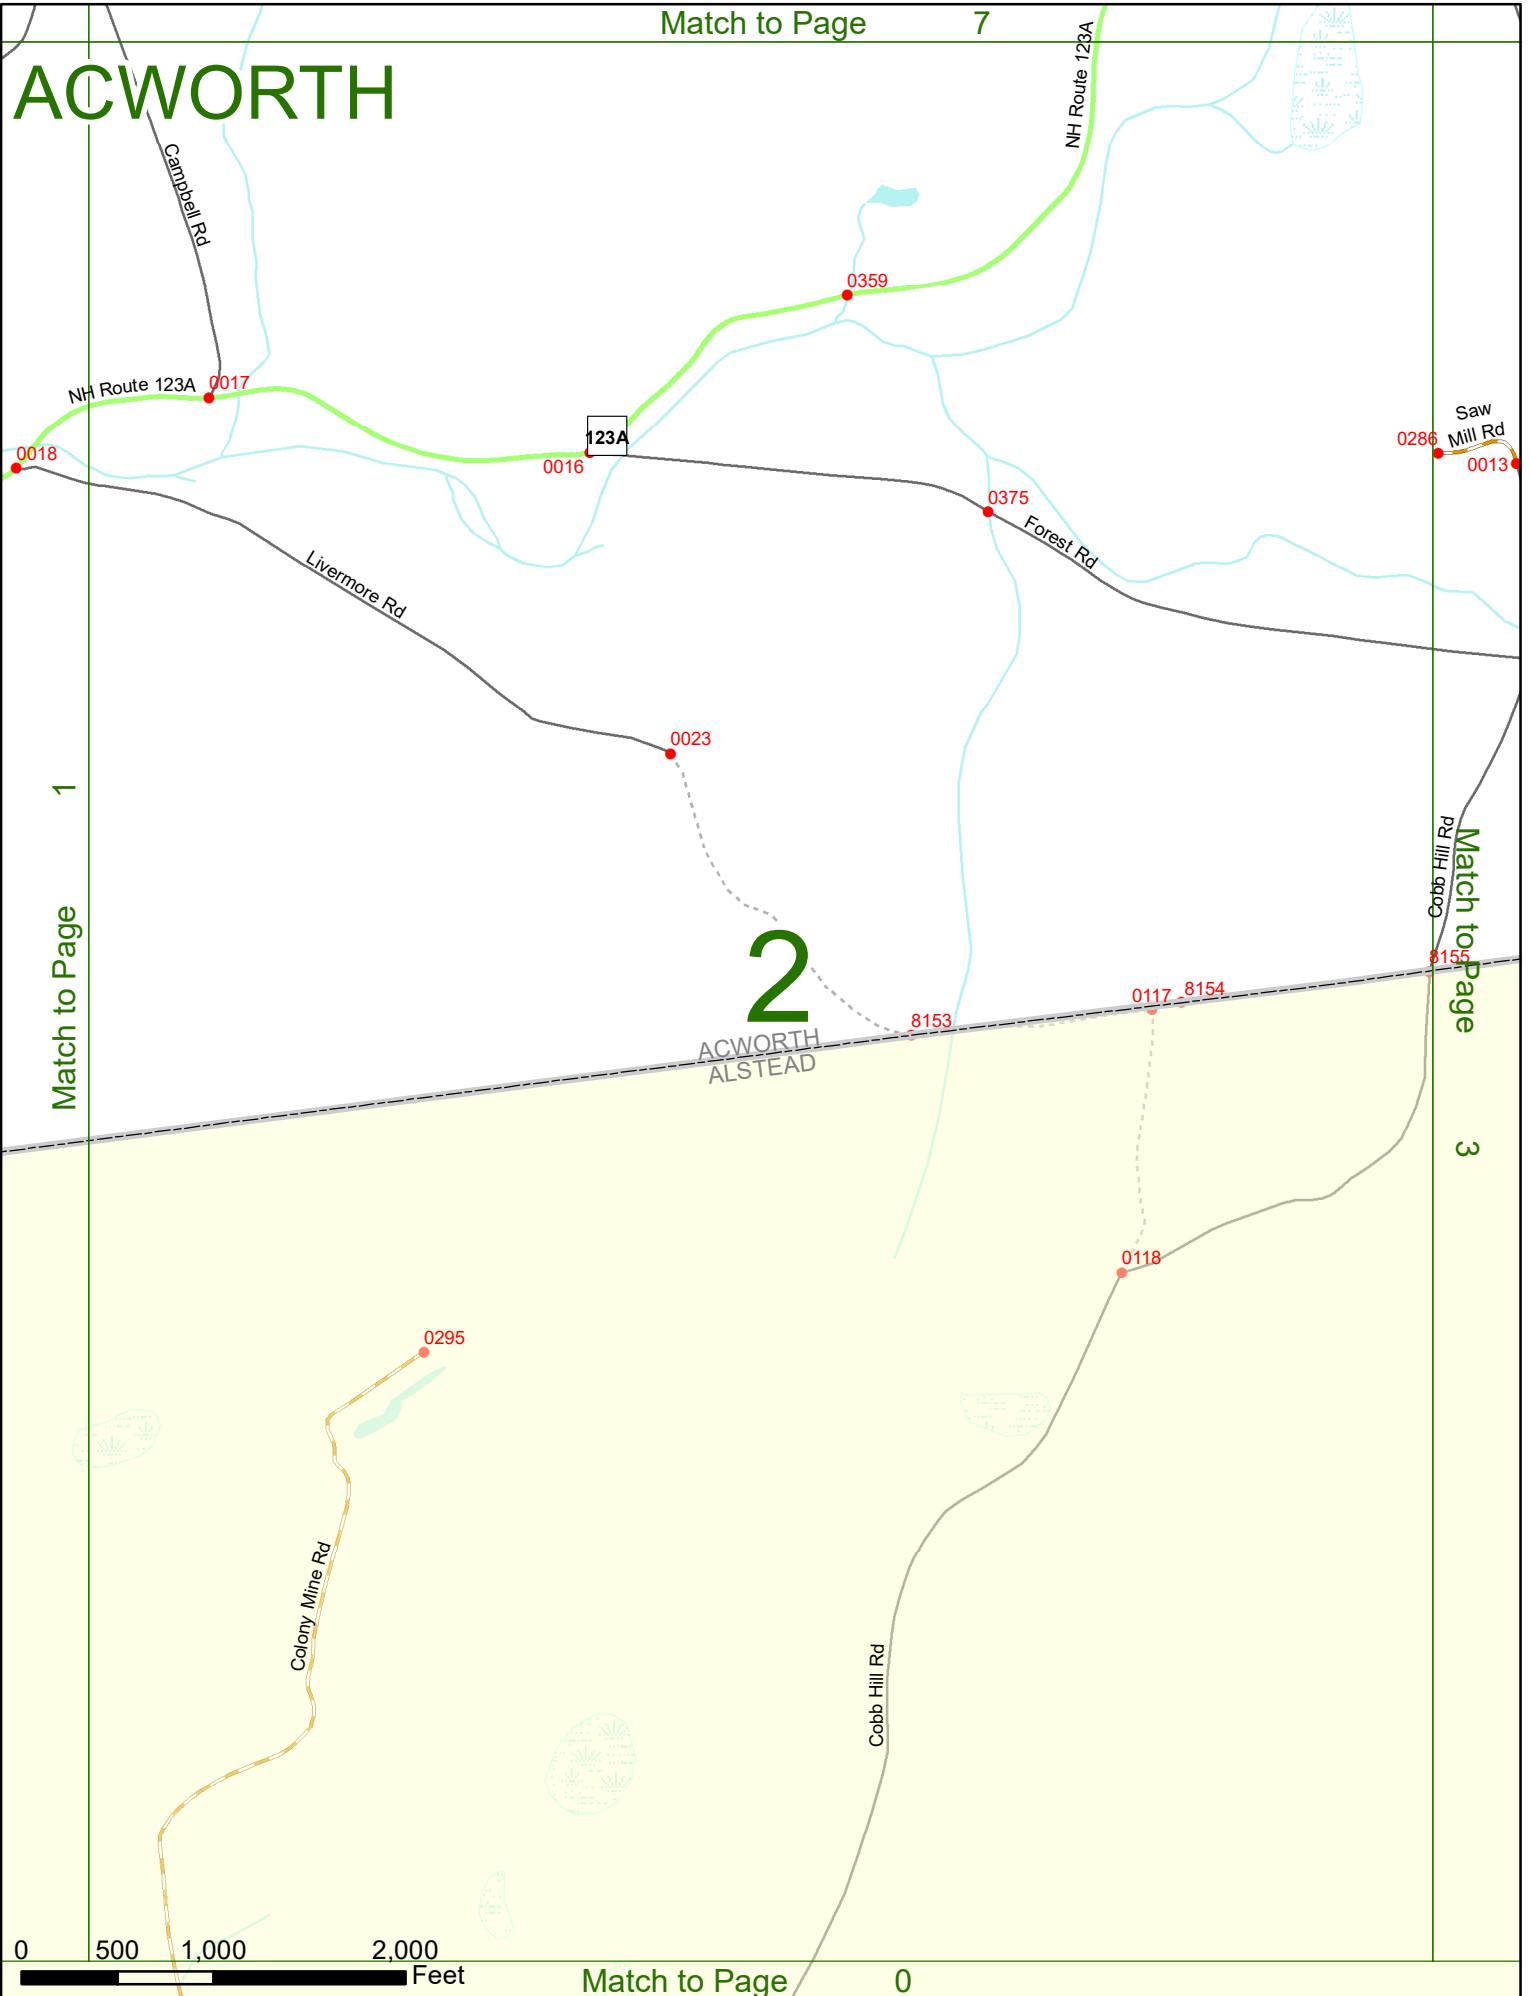 Match to Page 7
ACWORTH
NH Route 123A
Campbell Rd
0359
NH Route 123A
0017
123A
0016
0018
Saw
Mill Rd
0286
0013
0375
Forest Rd
Livermore Rd
0023
Match to Page 1
Cobb Hill Rd
Match to Page 3
2
8155
8154
0117
8153
ACWORTH
ALSTEAD
0118
0295
Colony Mine Rd
Cobb Hill Rd
0 500 1,000 2,000
Feet
Match to Page 0